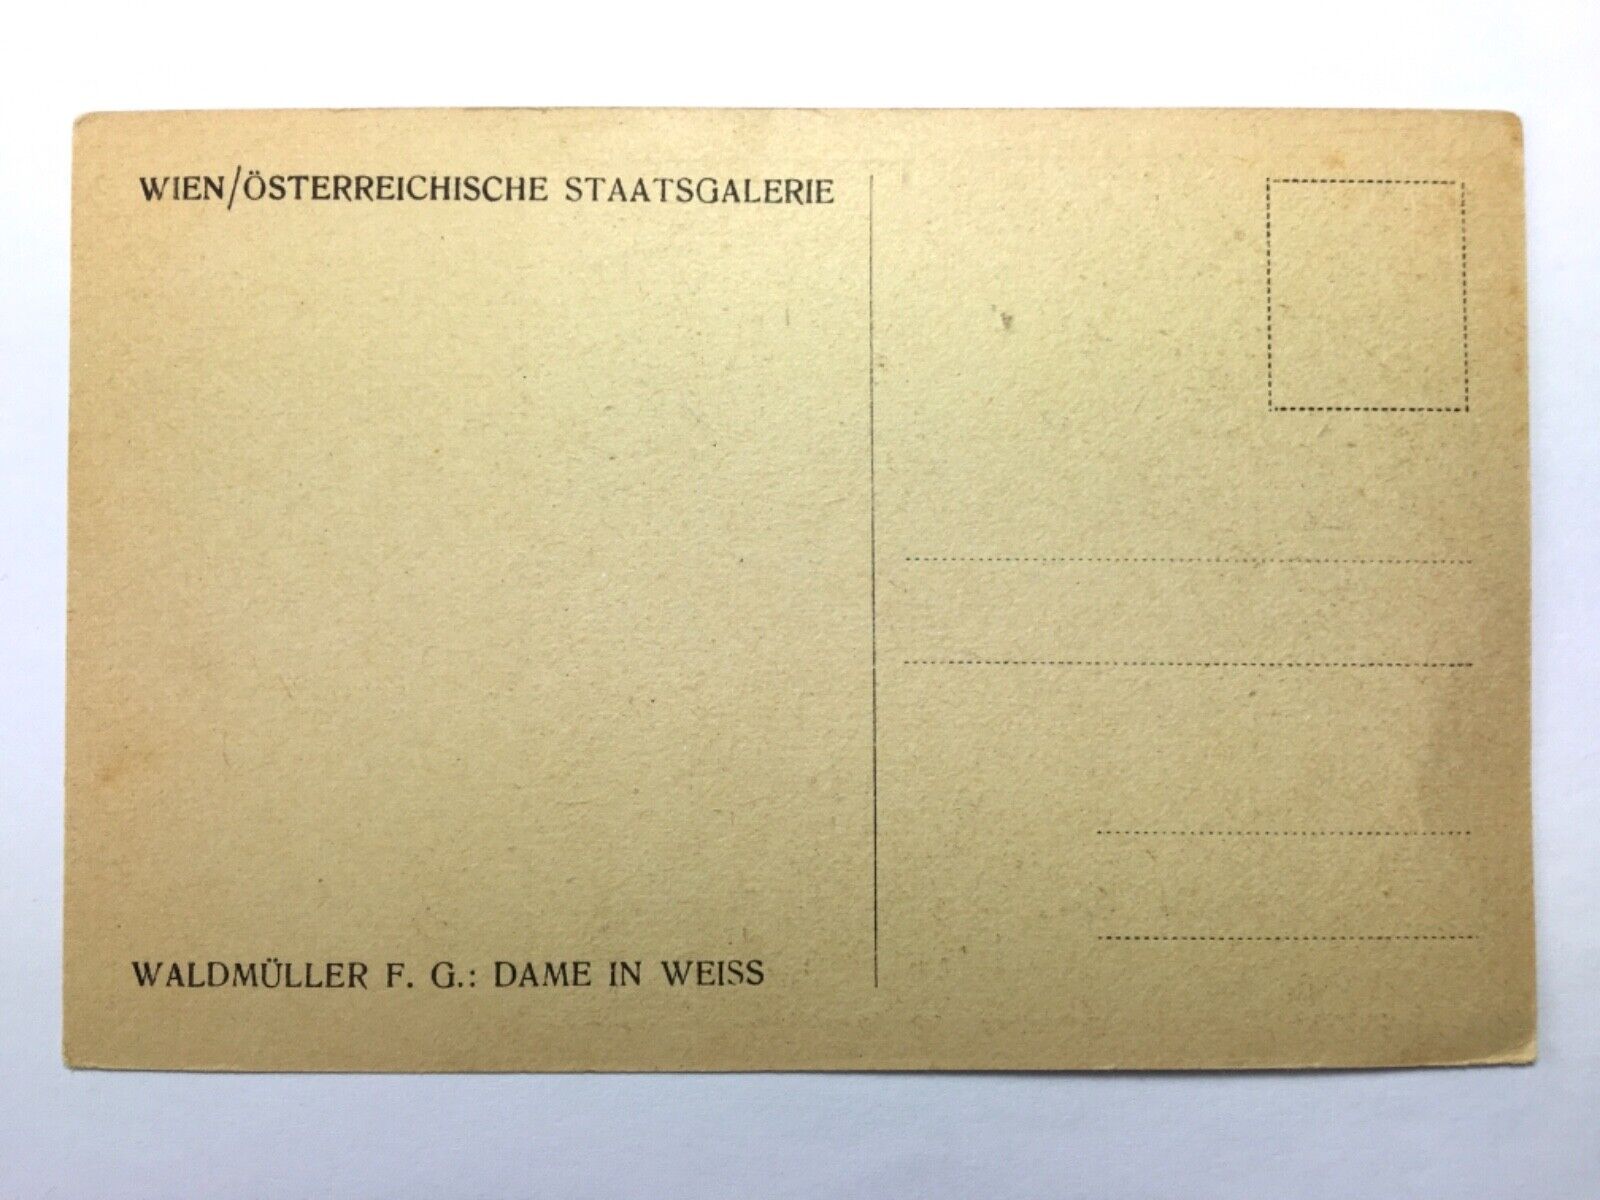 WIEN/ÖSTERREICHISCHE STAATSGALERIE
WALDMÜLLER F. G.: DAME IN WEISS